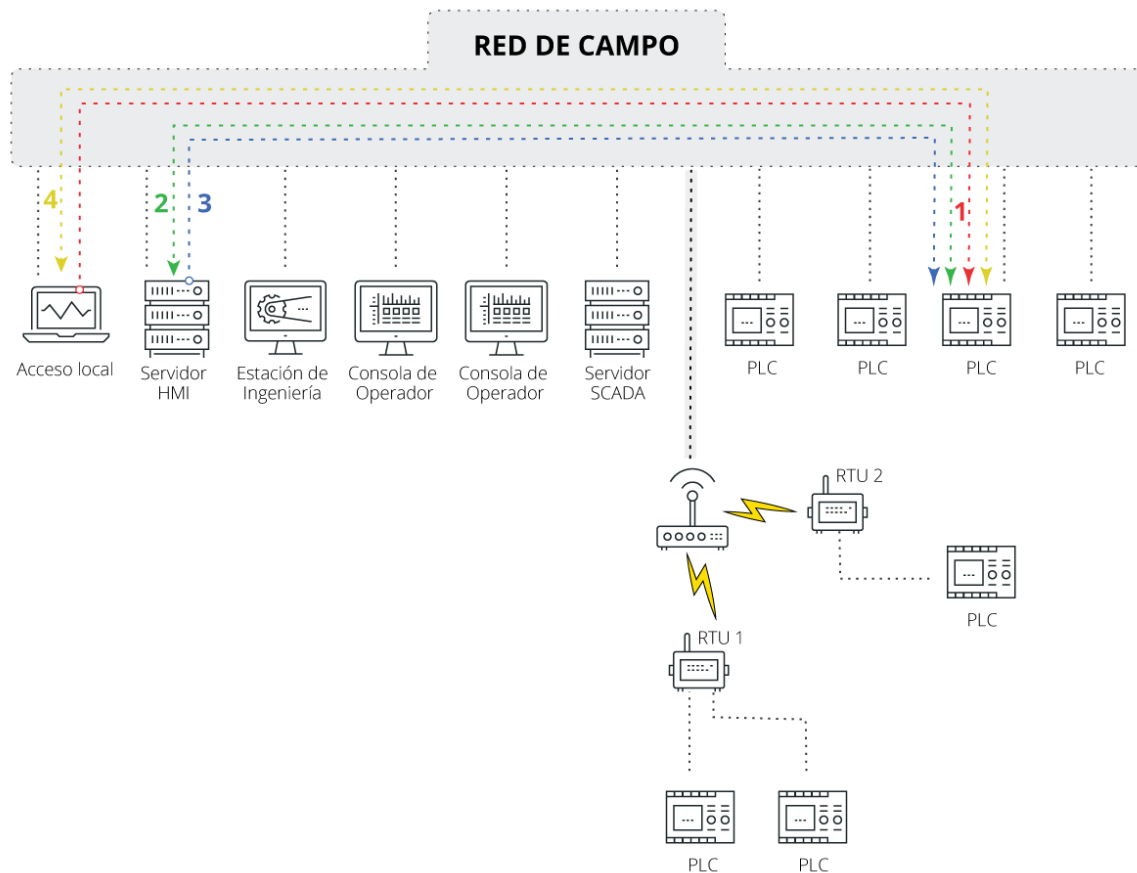 RED DE CAMPO
4
2
3
1
Acceso local
Servidor
HMI
Estación de
Ingeniería
Consola de
Operador
Consola de
Operador
Servidor
SCADA
PLC
PLC
PLC
PLC
RTU 2
PLC
RTU 1
PLC
PLC